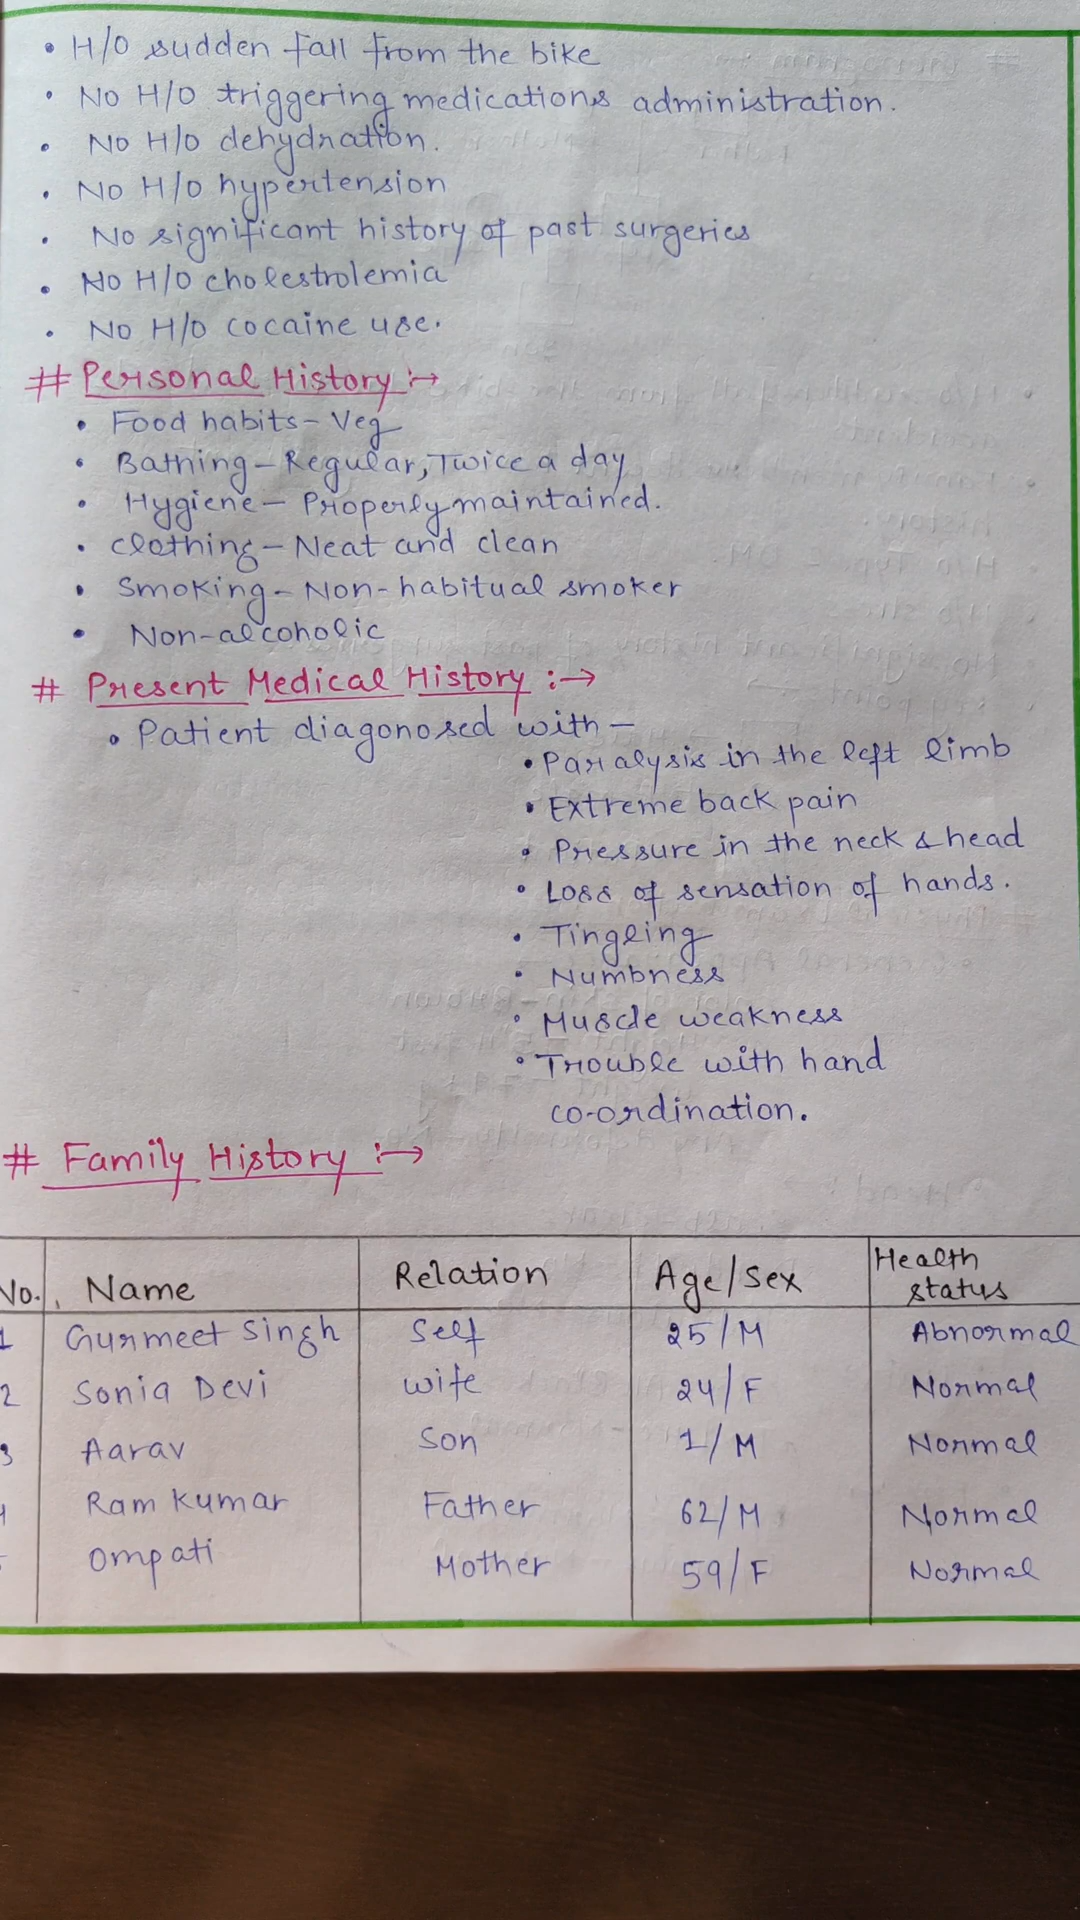 • H/O sudden fall from the bike
• No H/O triggering medications administration.
• No H/O dehydration.
• No H/O hypertension
• No significant history of past surgeries
• No H/O cholestrolemia
• No H/O cocaine use.
# Personal History :→
• Food habits - Veg
• Bathing - Regular, Twice a day
• Hygiene - Properly maintained.
• Clothing - Neat and clean
• Smoking - Non-habitual smoker
• Non-alcoholic
# Present Medical History :→
• Patient diagonosed with -
• Paralysis in the left limb
• Extreme back pain
• Pressure in the neck & head
• Loss of sensation of hands.
• Tingling
• Numbness
• Muscle weakness
• Trouble with hand
co-ordination.
# Family History :→
No. Name Relation Age/Sex Health status
1 Gurmeet Singh Self 25/M Abnormal
2 Sonia Devi Wife 24/F Normal
3 Aarav Son 1/M Normal
4 Ram Kumar Father 62/M Normal
Ompati Mother 59/F Normal